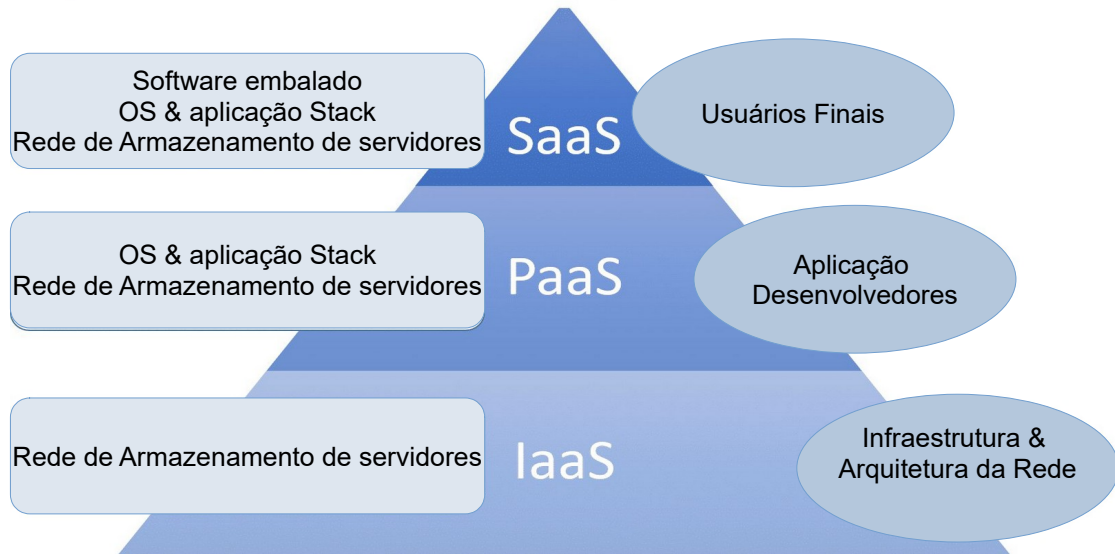 Software embalado
OS & aplicação Stack
Rede de Armazenamento de servidores
SaaS
Usuários Finais
OS & aplicação Stack
Rede de Armazenamento de servidores
PaaS
Aplicação
Desenvolvedores
Rede de Armazenamento de servidores
IaaS
Infraestrutura &
Arquitetura da Rede